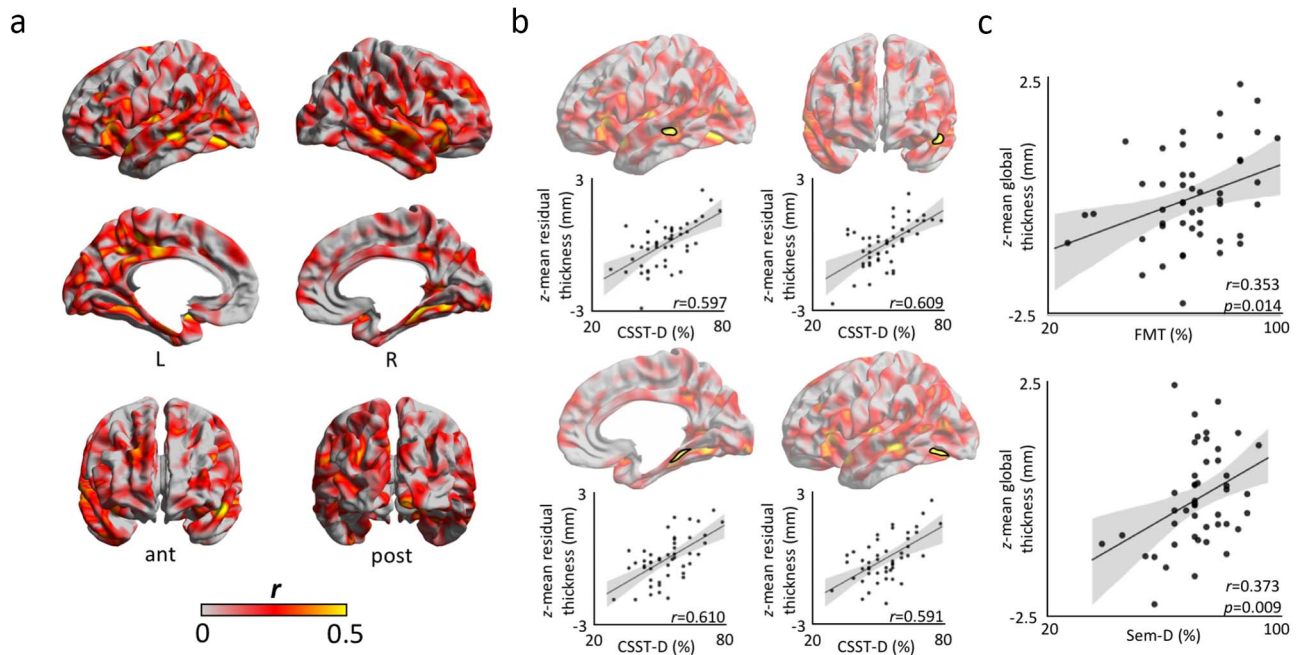 a
L
R
ant
post
r
0
0.5
b
3
z-mean residual
thickness (mm)
-3
r=0.597
20
CSST-D (%)
80
3
z-mean residual
thickness (mm)
-3
r=0.609
20
CSST-D (%)
80
3
z-mean residual
thickness (mm)
-3
r=0.610
20
CSST-D (%)
80
3
z-mean residual
thickness (mm)
-3
r=0.591
20
CSST-D (%)
80
c
2.5
z-mean global
thickness (mm)
r=0.353
p=0.014
-2.5
20
FMT (%)
100
2.5
z-mean global
thickness (mm)
r=0.373
p=0.009
-2.5
20
Sem-D (%)
100